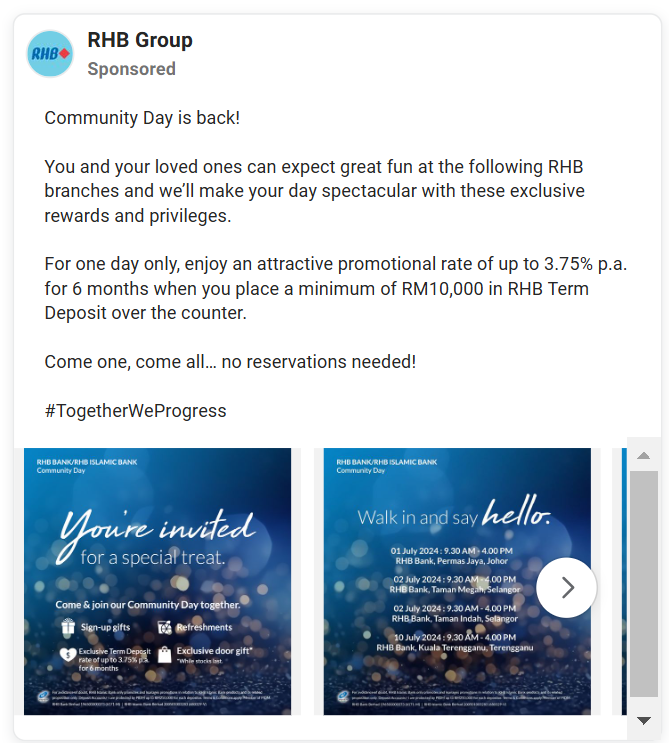 RHB Group
RHB
Sponsored
Community Day is back!
You and your loved ones can expect great fun at the following RHB
branches and we’ll make your day spectacular with these exclusive
rewards and privileges.
For one day only, enjoy an attractive promotional rate of up to 3.75% p.a.
for 6 months when you place a minimum of RM10,000 in RHB Term
Deposit over the counter.
Come one, come all… no reservations needed!
#TogetherWeProgress
RHB BANK/RHB ISLAMIC BANK
Community Day
You're invited
for a special treat.
Come & join our Community Day together.
Sign-up gifts
Refreshments
Exclusive Term Deposit
rate of up to 3.75% p.a.
for 6 months
Exclusive door gift*
*While stocks last.
RHB BANK/RHB ISLAMIC BANK
Community Day
Walk in and say hello.
01 July 2024 : 9.30 AM - 4.00 PM
RHB Bank, Permas Jaya, Johor
02 July 2024 : 9.30 AM - 4.00 PM
RHB Bank, Taman Megah, Selangor
02 July 2024 : 9.30 AM - 4.00 PM
RHB Bank, Taman Indah, Selangor
10 July 2024 : 9.30 AM - 4.00 PM
RHB Bank, Kuala Terengganu, Terengganu